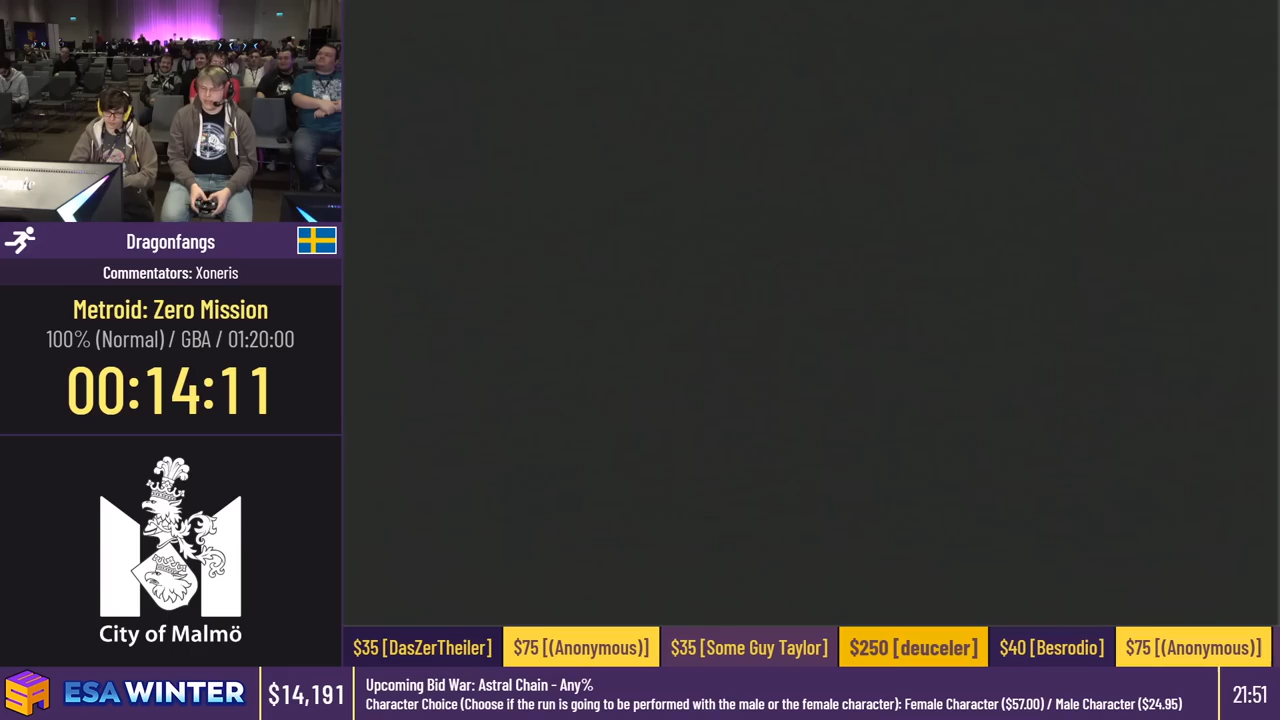 Dragonfangs
Commentators: Xoneris
Metroid: Zero Mission
100% (Normal) / GBA / 01:20:00
00:14:11
City of Malmö
$35 [DasZerTheiler]
$75 [(Anonymous)]
$35 [Some Guy Taylor]
$250 [deuceler]
$40 [Besrodio]
$75 [(Anonymous)]
ESA WINTER
$14,191
Upcoming Bid War: Astral Chain - Any%
Character Choice (Choose if the run is going to be performed with the male or the female character): Female Character ($57.00) / Male Character ($24.95)
21:51